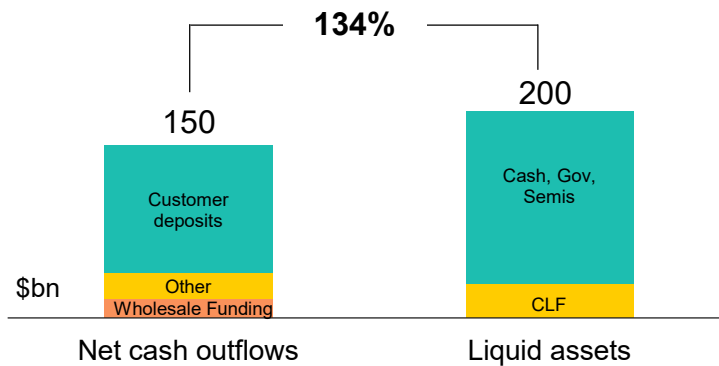 134%
150
200
Customer
deposits
Cash, Gov,
Semis
$bn
Other
Wholesale Funding
CLF
Net cash outflows
Liquid assets